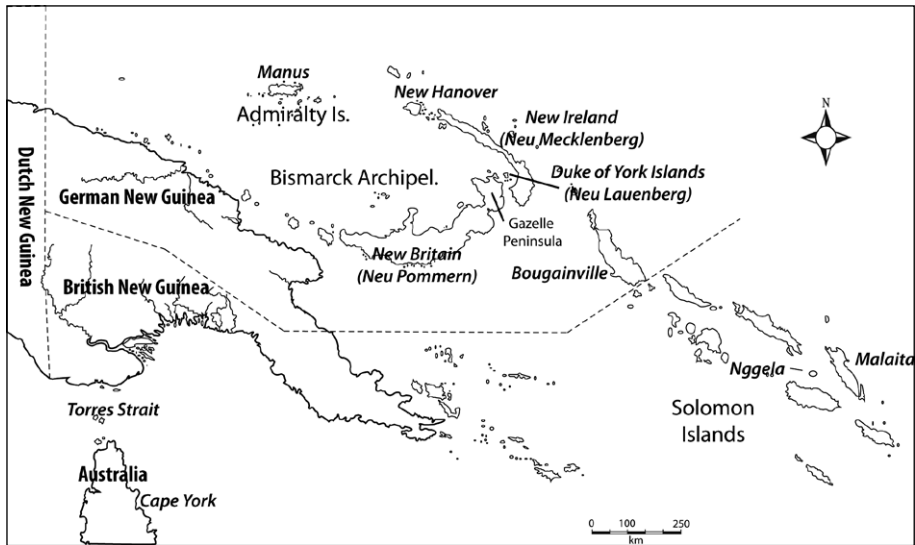 Manus
Admiralty Is.
New Hanover
New Ireland
(Neu Mecklenberg)
N
Duke of York Islands
(Neu Lauenberg)
Bismarck Archipel.
Dutch New Guinea
German New Guinea
Gazelle
Peninsula
New Britain
(Neu Pommern)
Bougainville
British New Guinea
Nggela
Malaita
Torres Strait
Solomon
Islands
Australia
Cape York
0 100 250
km